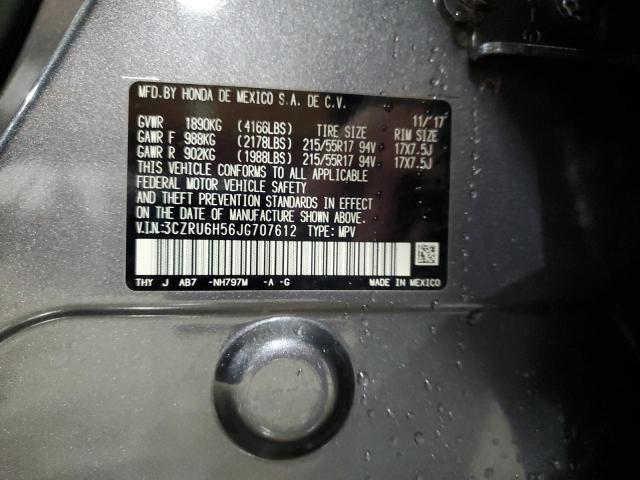 MFD.BY HONDA DE MEXICO S.A. DE C.V.
11/'17
GVWR 1890KG (4166LBS) TIRE SIZE RIM SIZE
GAWR F 988KG (2178LBS) 215/55R17 94V 17X7.5J
GAWR R 902KG (1988LBS) 215/55R17 94V 17X7.5J
THIS VEHICLE CONFORMS TO ALL APPLICABLE
FEDERAL MOTOR VEHICLE SAFETY
AND THEFT PREVENTION STANDARDS IN EFFECT
ON THE DATE OF MANUFACTURE SHOWN ABOVE.
V.I.N:3CZRU6H56JG707612 TYPE: MPV
THY J AB7 -NH797M -A -G MADE IN MEXICO